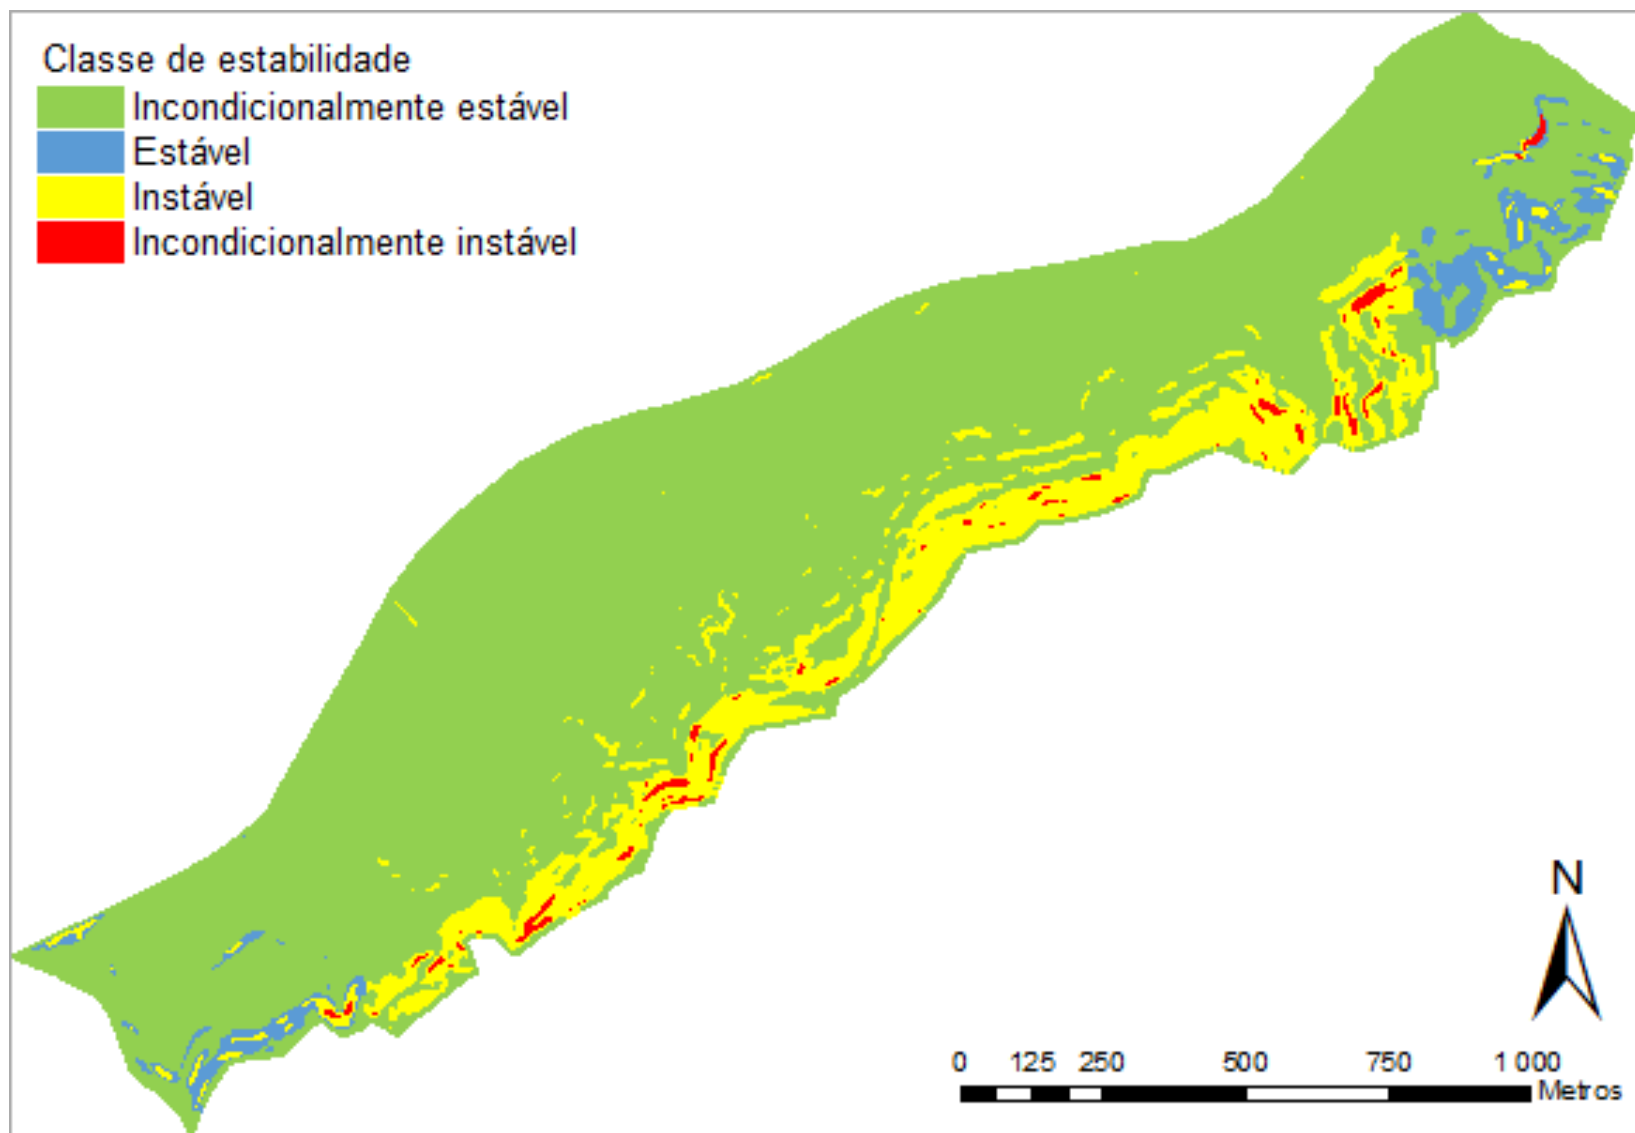 Classe de estabilidade
Incondicionalmente estável
Estável
Instável
Incondicionalmente instável
N
0 125 250 500 750 1 000
Metros